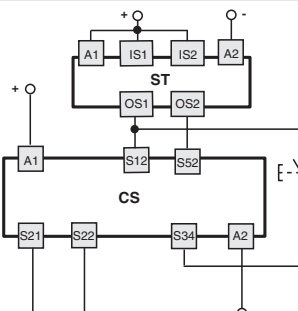 + -
A1 IS1 IS2 A2
ST
+
OS1 OS2
A1 S12 S52
CS
S21 S22 S34 A2